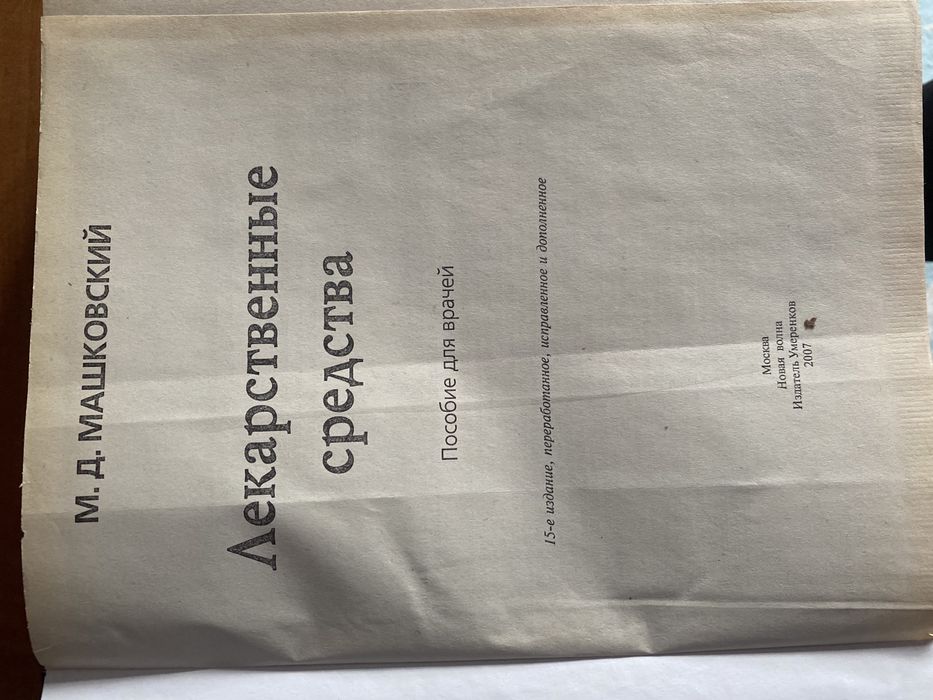 М. Д. МАШКОВСКИЙ
Лекарственные
средства
Пособие для врачей
15-е издание, переработанное, исправленное и дополненное
Москва
Новая волна
Издатель Умеренков
2007